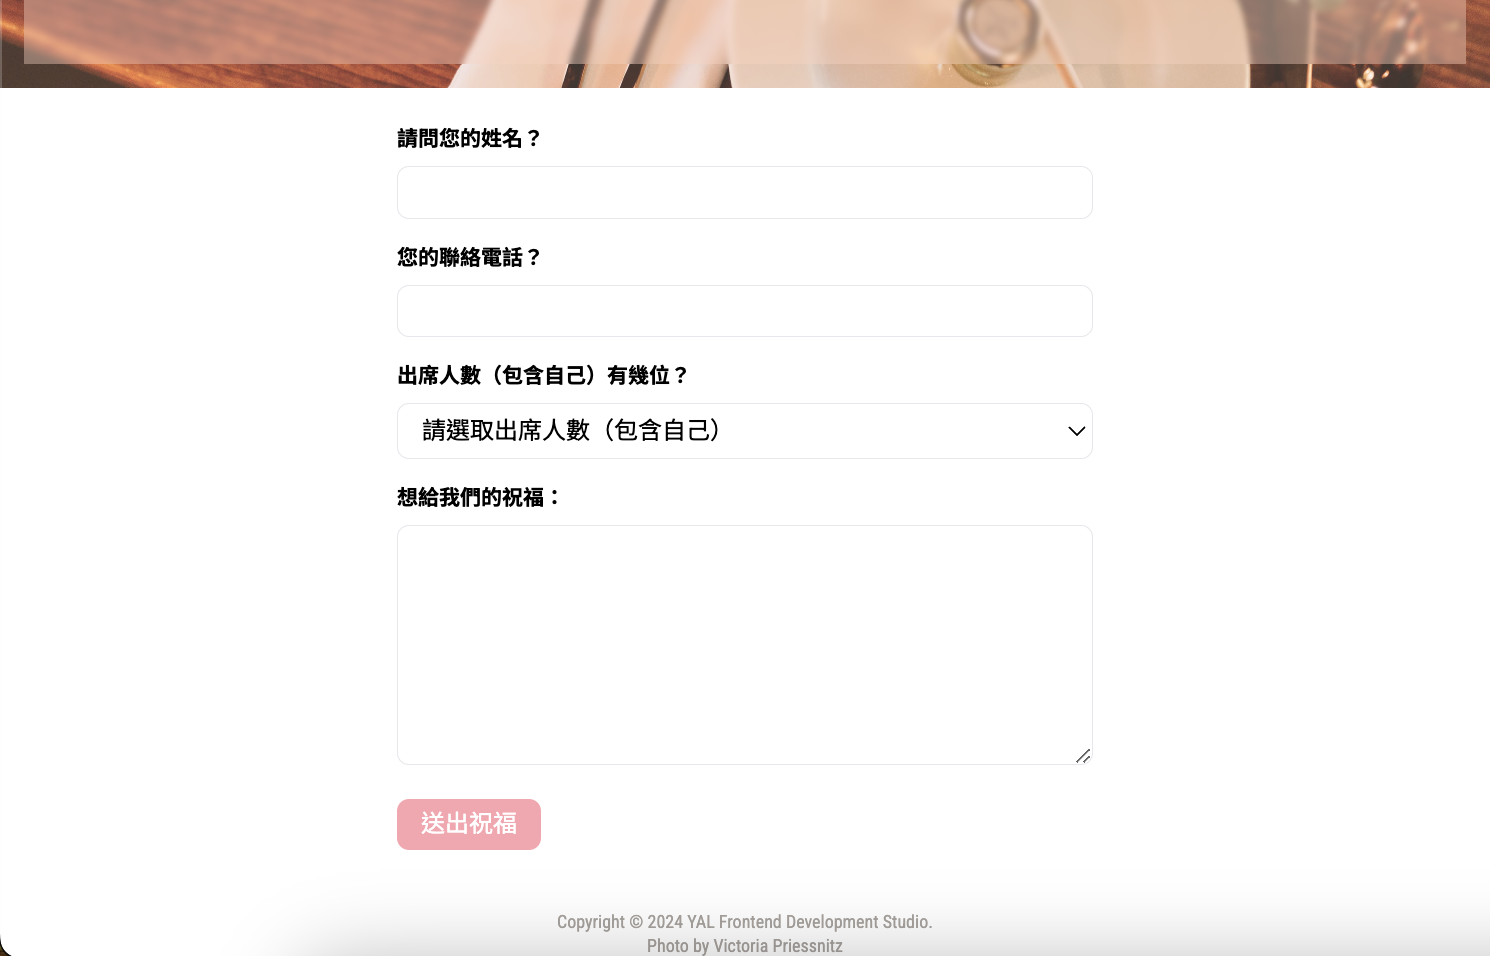 請問您的姓名？
您的聯絡電話？
出席人數（包含自己）有幾位？
請選取出席人數（包含自己）
想給我們的祝福：
送出祝福
Copyright © 2024 YAL Frontend Development Studio.
Photo by Victoria Priessnitz